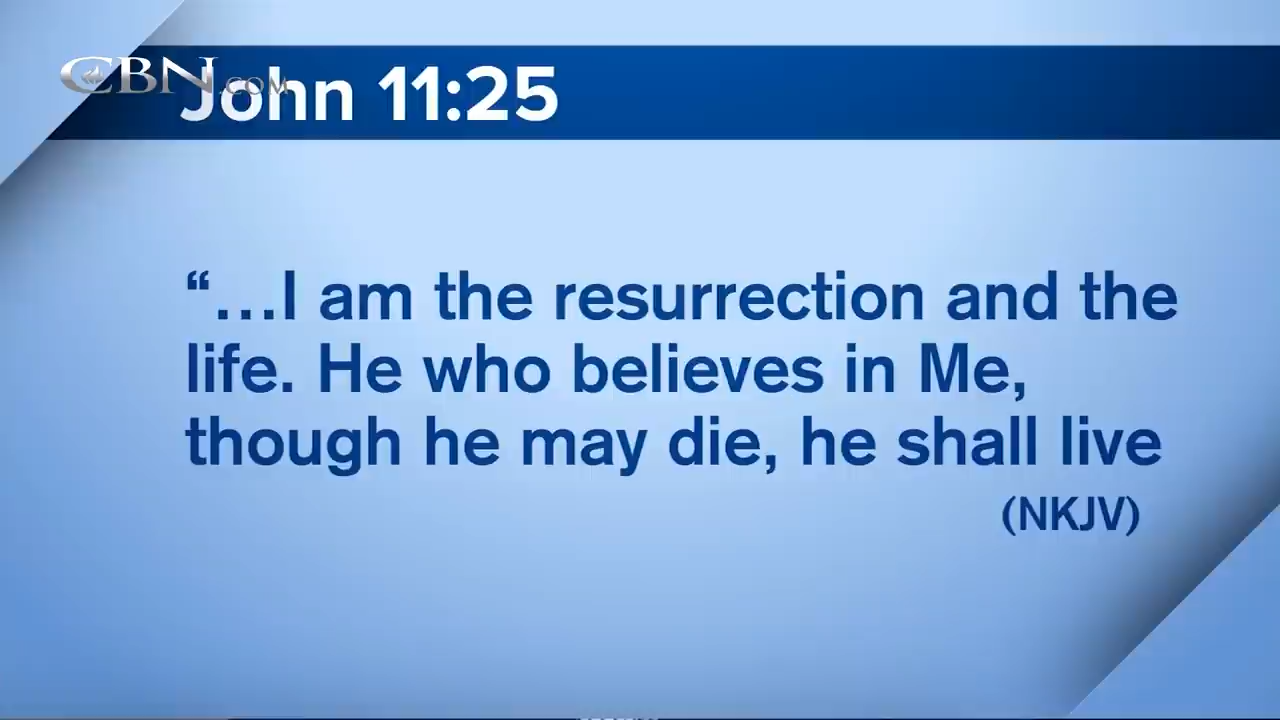 CBN.COM
John 11:25
“…I am the resurrection and the
life. He who believes in Me,
though he may die, he shall live
(NKJV)